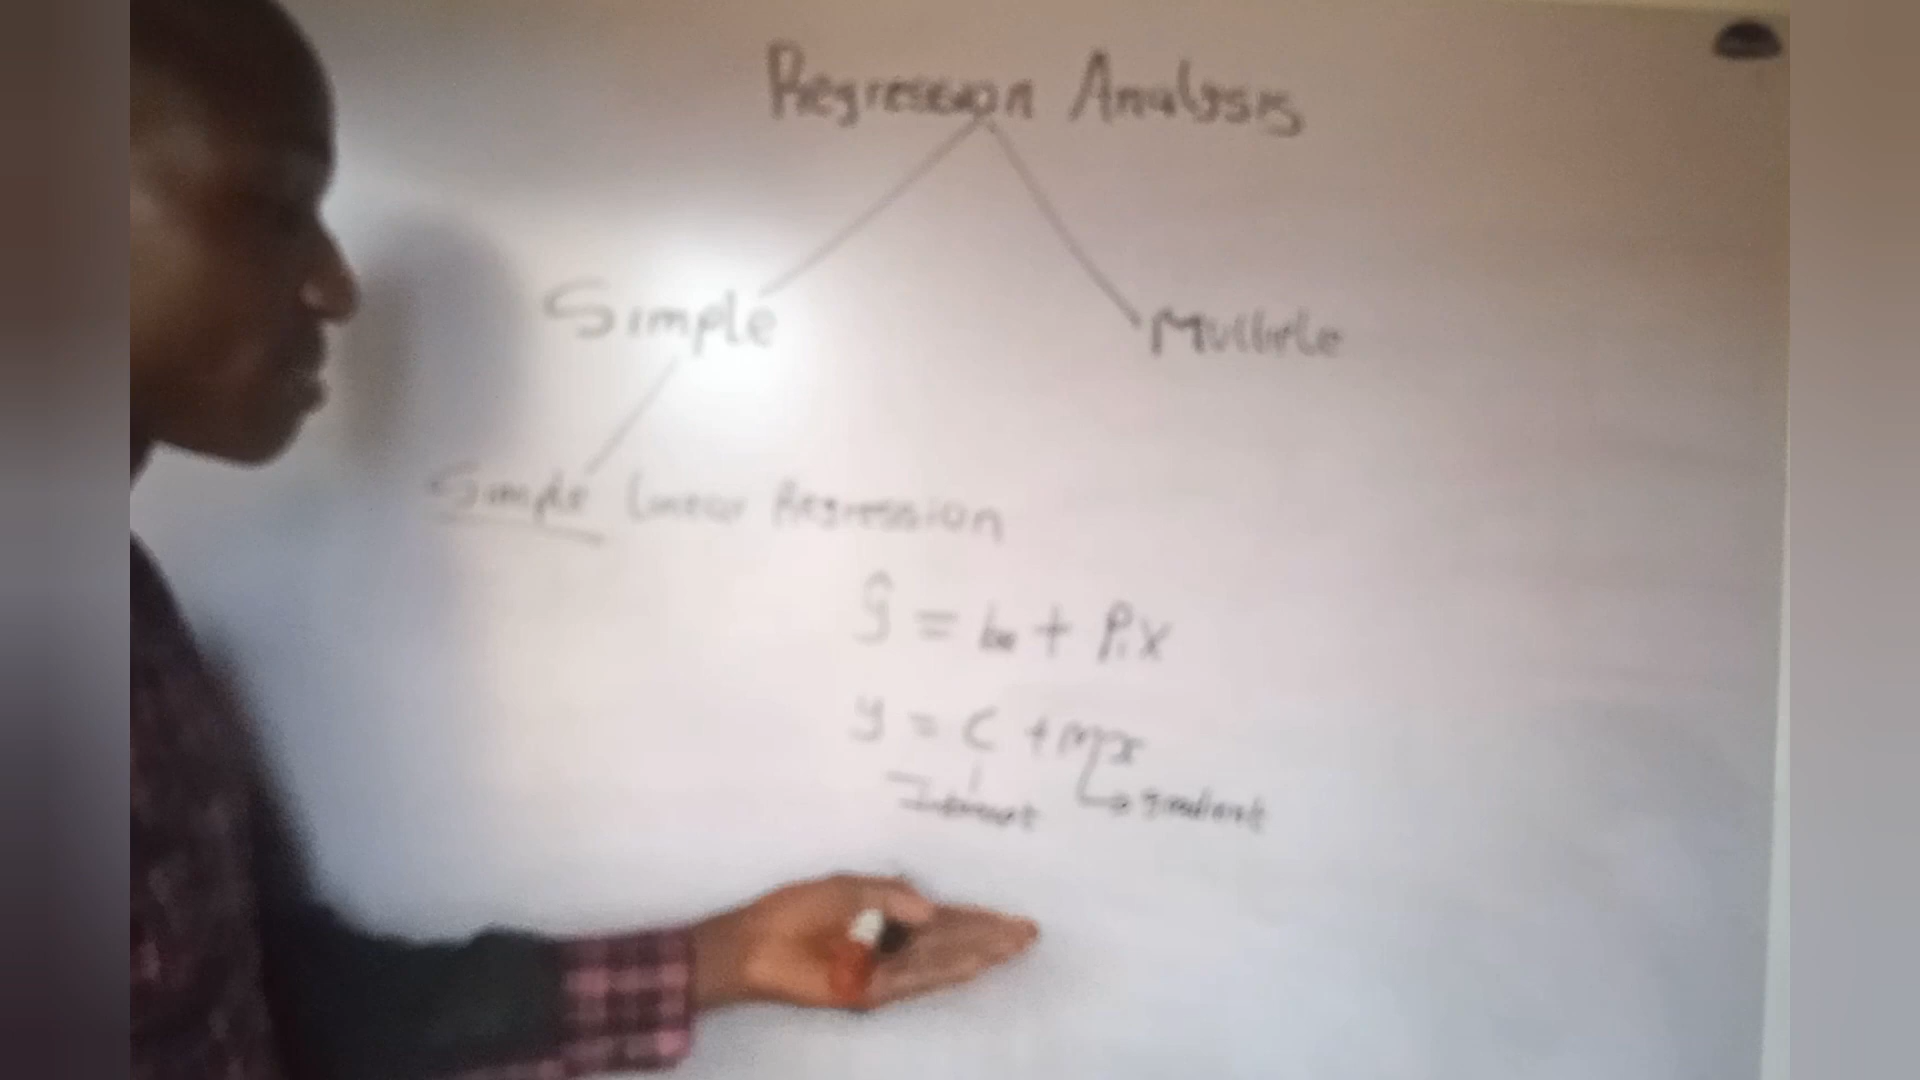 Regression Analysis
Simple Multiple
Simple Linear Regression
ŷ = b₀ + β₁x
y = c + mx
Intercept gradient